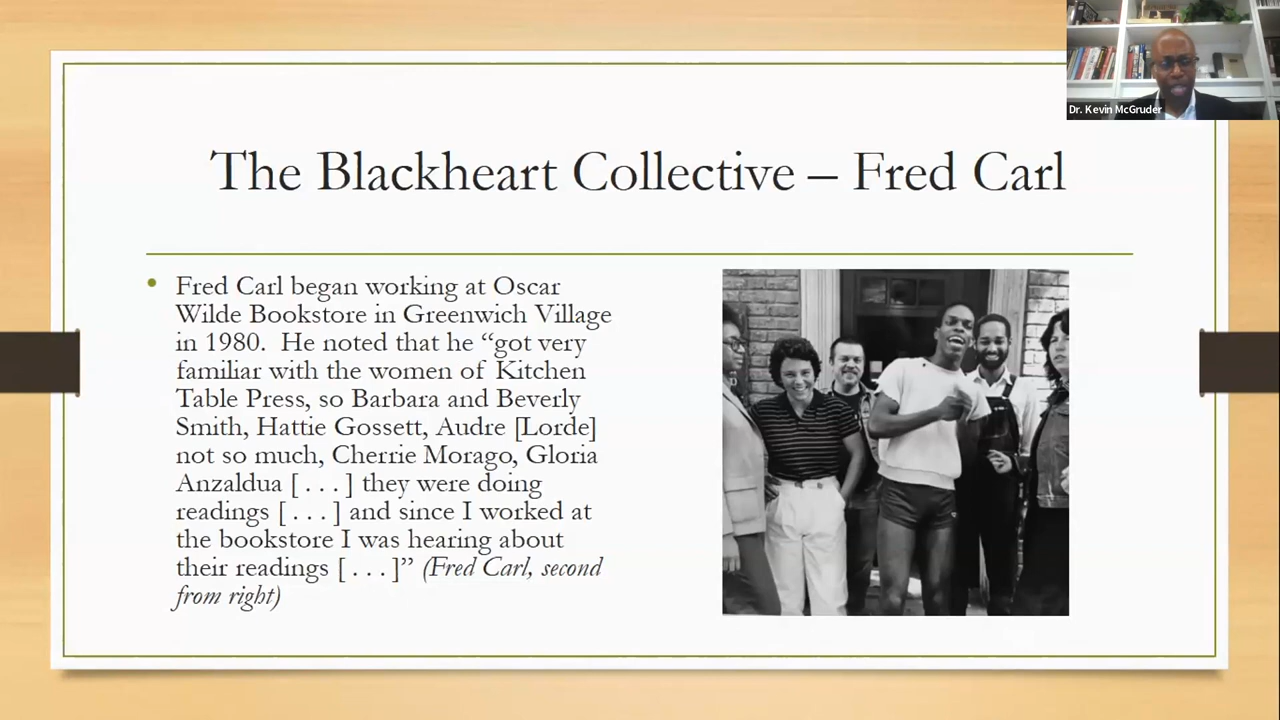 Dr. Kevin McGruder
The Blackheart Collective – Fred Carl
• Fred Carl began working at Oscar
Wilde Bookstore in Greenwich Village
in 1980.  He noted that he “got very
familiar with the women of Kitchen
Table Press, so Barbara and Beverly
Smith, Hattie Gossett, Audre [Lorde]
not so much, Cherrie Morago, Gloria
Anzaldua [ . . . ] they were doing
readings [ . . . ] and since I worked at
the bookstore I was hearing about
their readings [ . . . ]” (Fred Carl, second
from right)